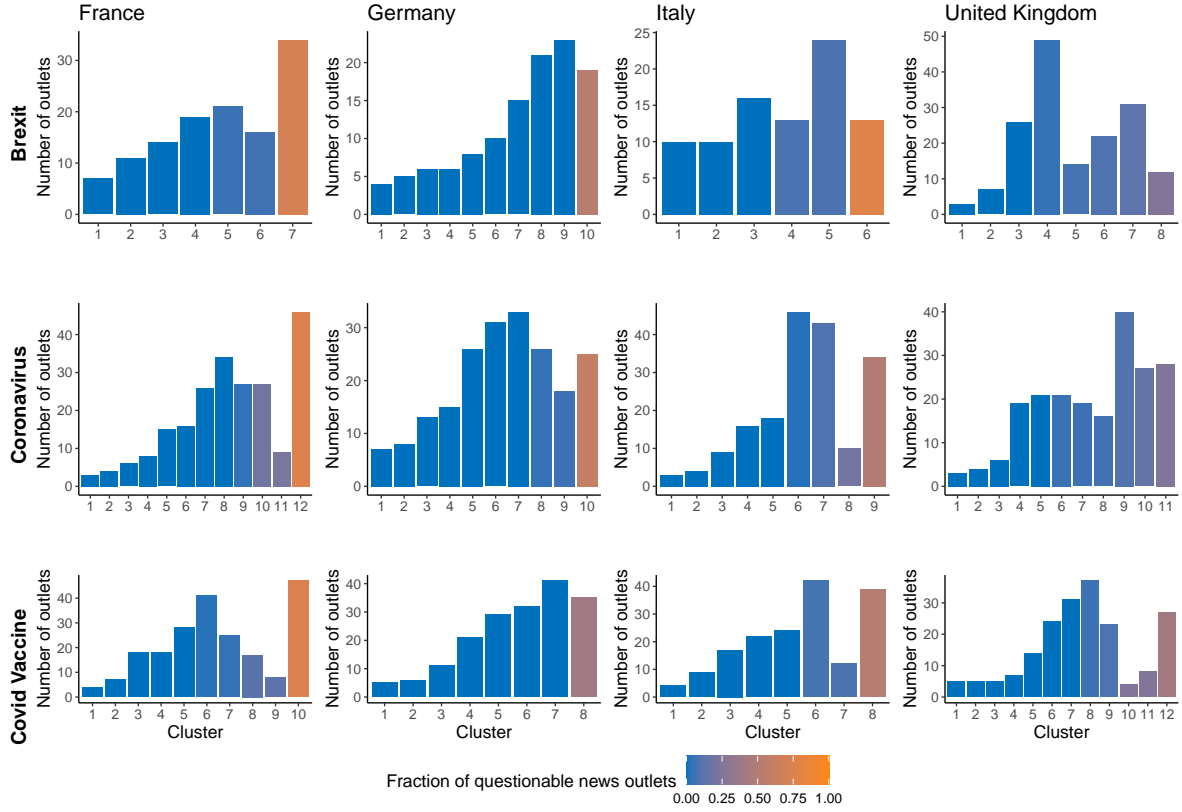 France Germany Italy United Kingdom
Brexit
Number of outlets
0 10 20 30
1 2 3 4 5 6 7
Number of outlets
0 5 10 15 20
1 2 3 4 5 6 7 8 9 10
Number of outlets
0 5 10 15 20 25
1 2 3 4 5 6
Number of outlets
0 10 20 30 40 50
1 2 3 4 5 6 7 8
Coronavirus
Number of outlets
0 10 20 30 40
1 2 3 4 5 6 7 8 9 10 11 12
Number of outlets
0 10 20 30
1 2 3 4 5 6 7 8 9 10
Number of outlets
0 10 20 30 40
1 2 3 4 5 6 7 8 9
Number of outlets
0 10 20 30 40
1 2 3 4 5 6 7 8 9 10 11
Covid Vaccine
Number of outlets
0 10 20 30 40
1 2 3 4 5 6 7 8 9 10
Cluster
Number of outlets
0 10 20 30 40
1 2 3 4 5 6 7 8
Cluster
Number of outlets
0 10 20 30 40
1 2 3 4 5 6 7 8
Cluster
Number of outlets
0 10 20 30
1 2 3 4 5 6 7 8 9 10 11 12
Cluster
Fraction of questionable news outlets
0.00 0.25 0.50 0.75 1.00